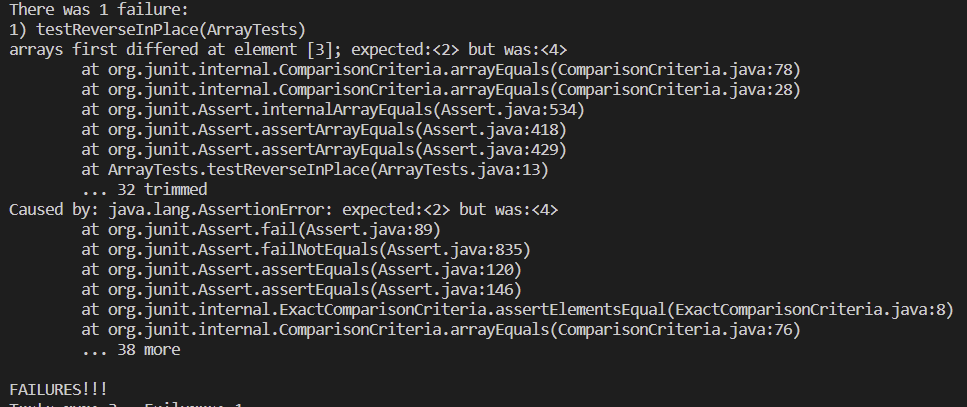 There was 1 failure:
1) testReverseInPlace(ArrayTests)
arrays first differed at element [3]; expected:<2> but was:<4>
        at org.junit.internal.ComparisonCriteria.arrayEquals(ComparisonCriteria.java:78)
        at org.junit.internal.ComparisonCriteria.arrayEquals(ComparisonCriteria.java:28)
        at org.junit.Assert.internalArrayEquals(Assert.java:534)
        at org.junit.Assert.assertArrayEquals(Assert.java:418)
        at org.junit.Assert.assertArrayEquals(Assert.java:429)
        at ArrayTests.testReverseInPlace(ArrayTests.java:13)
        ... 32 trimmed
Caused by: java.lang.AssertionError: expected:<2> but was:<4>
        at org.junit.Assert.fail(Assert.java:89)
        at org.junit.Assert.failNotEquals(Assert.java:835)
        at org.junit.Assert.assertEquals(Assert.java:120)
        at org.junit.Assert.assertEquals(Assert.java:146)
        at org.junit.internal.ExactComparisonCriteria.assertElementsEqual(ExactComparisonCriteria.java:8)
        at org.junit.internal.ComparisonCriteria.arrayEquals(ComparisonCriteria.java:76)
        ... 38 more

FAILURES!!!